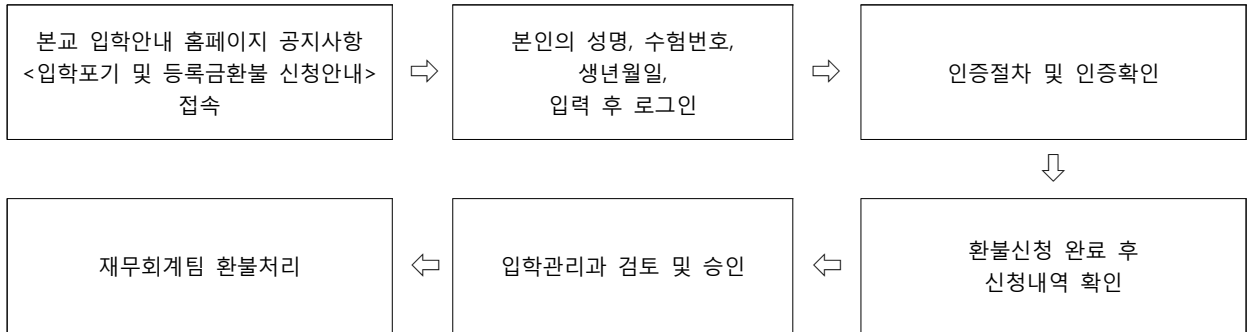 본교 입학안내 홈페이지 공지사항
<입학포기 및 등록금환불 신청안내>
접속
본인의 성명, 수험번호,
생년월일,
입력 후 로그인
인증절차 및 인증확인
환불신청 완료 후
신청내역 확인
입학관리과 검토 및 승인
재무회계팀 환불처리